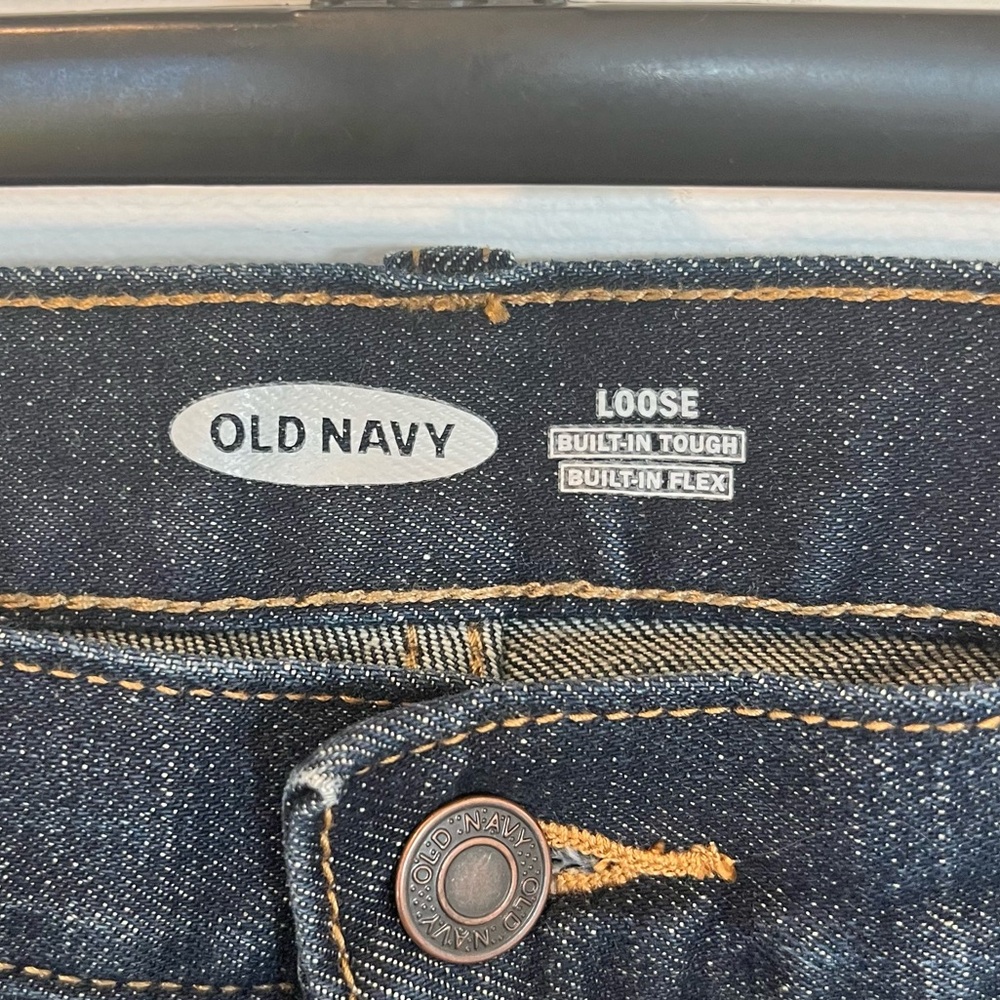 OLD NAVY
LOOSE
BUILT-IN TOUGH
BUILT-IN FLEX
OLD NAVY OLD NAVY